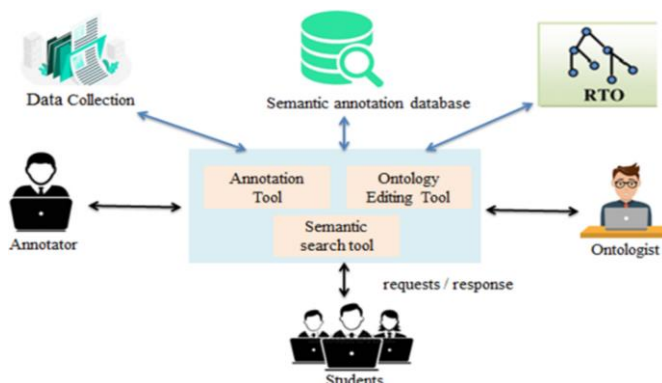 Data Collection
Semantic annotation database
RTO
Annotation
Tool
Ontology
Editing Tool
Semantic
search tool
Annotator
Ontologist
requests / response
Students